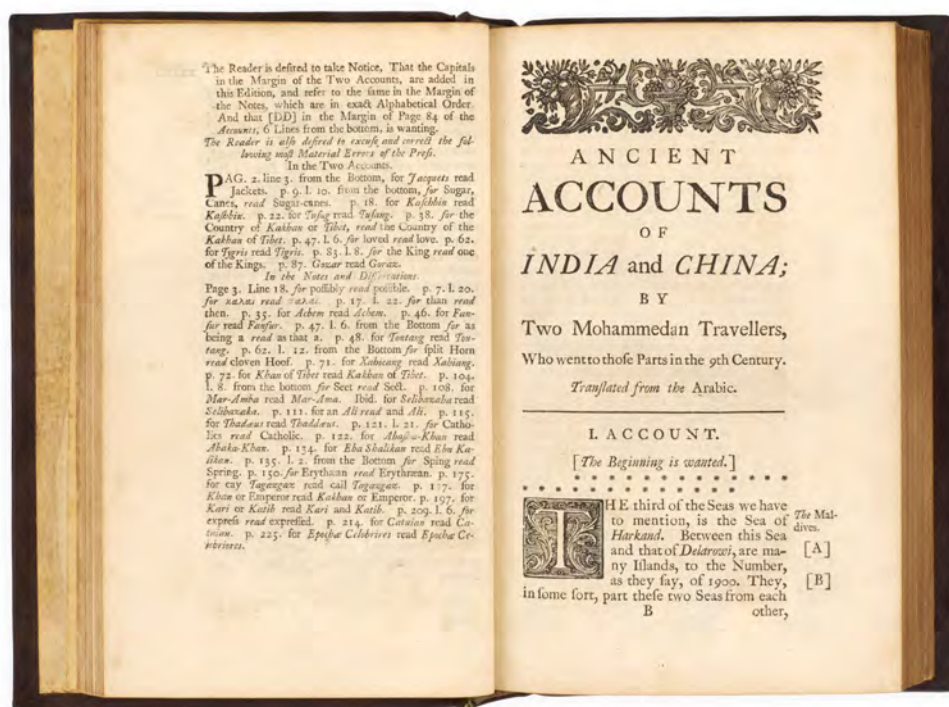 The Reader is desired to take Notice, That the Capitals
in the Margin of the Two Accounts, are added in
this Edition, and refer to the same in the Margin of
the Notes, which are in exact Alphabetical Order.
And that [DD] in the Margin of Page 84 of the
Accounts, 6 Lines from the bottom, is wanting.
The Reader is also desired to excuse and correct the fol-
lowing most Material Errors of the Press.
In the Two Accounts.
PAG. 2. line 3. from the Bottom, for Jacquets read
Jackets. p. 9. l. 10. from the bottom, for Sugar,
Canes, read Sugar-canes. p. 18. for Kaschbin read
Kasbbin. p. 22. for Tusug read Tusang. p. 38. for the
Country of Kakhan or Tibet, read the Country of the
Kakhan of Tibet. p. 47. l. 6. for loved read love. p. 62.
for Tygris read Tigris. p. 83. l. 8. for the King read one
of the Kings. p. 87. Gozar read Goraz.
In the Notes and
Page 3. Line 18. for possibly read possible. p. 7. l. 20.
for read p. 17. l. 22. for than read
then. p. 35. for Achem read Achem. p. 46. for Fan-
fur read Fanfur. p. 47. l. 6. from the Bottom for as
being a read as that a. p. 48. for Tontang read Ton-
tang. p. 62. l. 12. from the Bottom for split Horn
read cloven Hoof. p. 71. for Xabicang read Xabiang.
p. 72. for Khan of Tibet read Kakhan of Tibet. p. 104.
l. 8. from the bottom for Seet read Sect. p. 108. for
Mar-Amba read Mar-Ama. Ibid. for Selibazaba read
Selibazaka. p. 111. for an Ali read and Ali. p. 115.
for Thadæus read Thaddæus. p. 121. l. 21. for Catho-
lics read Catholic. p. 122. for read
Abaka-Khan. p. 134. for Eba Shalikan read Ebn Ka-
likan. p. 135. l. 2. from the Bottom for Sping read
Spring. p. 150. for Erythæan read Erythræan. p. 175.
for cay Tagazgaz read call Tagazgaz. p. for
Khan or Emperor read Kakhan or Emperor. p. 197. for
Kari or Katib read Kari and Katib. p. 209. l. 6. for
express read expressed. p. 214. for Catuian read Ca-
tnian. p. 225. for Epochæ Celebrires read Epochæ Ce-
lebriores.
ANCIENT
ACCOUNTS
OF
INDIA and CHINA;
BY
Two Mohammedan Travellers,
Who went to those Parts in the 9th Century.
Translated from the Arabic.
I. ACCOUNT.
[The Beginning is wanted.]
THE third of the Seas we have
to mention, is the Sea of The Mal-
Harkand. Between this Sea dives.
and that of Delarowi, are ma- [A]
ny Islands, to the Number,
as they say, of 1900. They, [B]
in some sort, part these two Seas from each
B other,